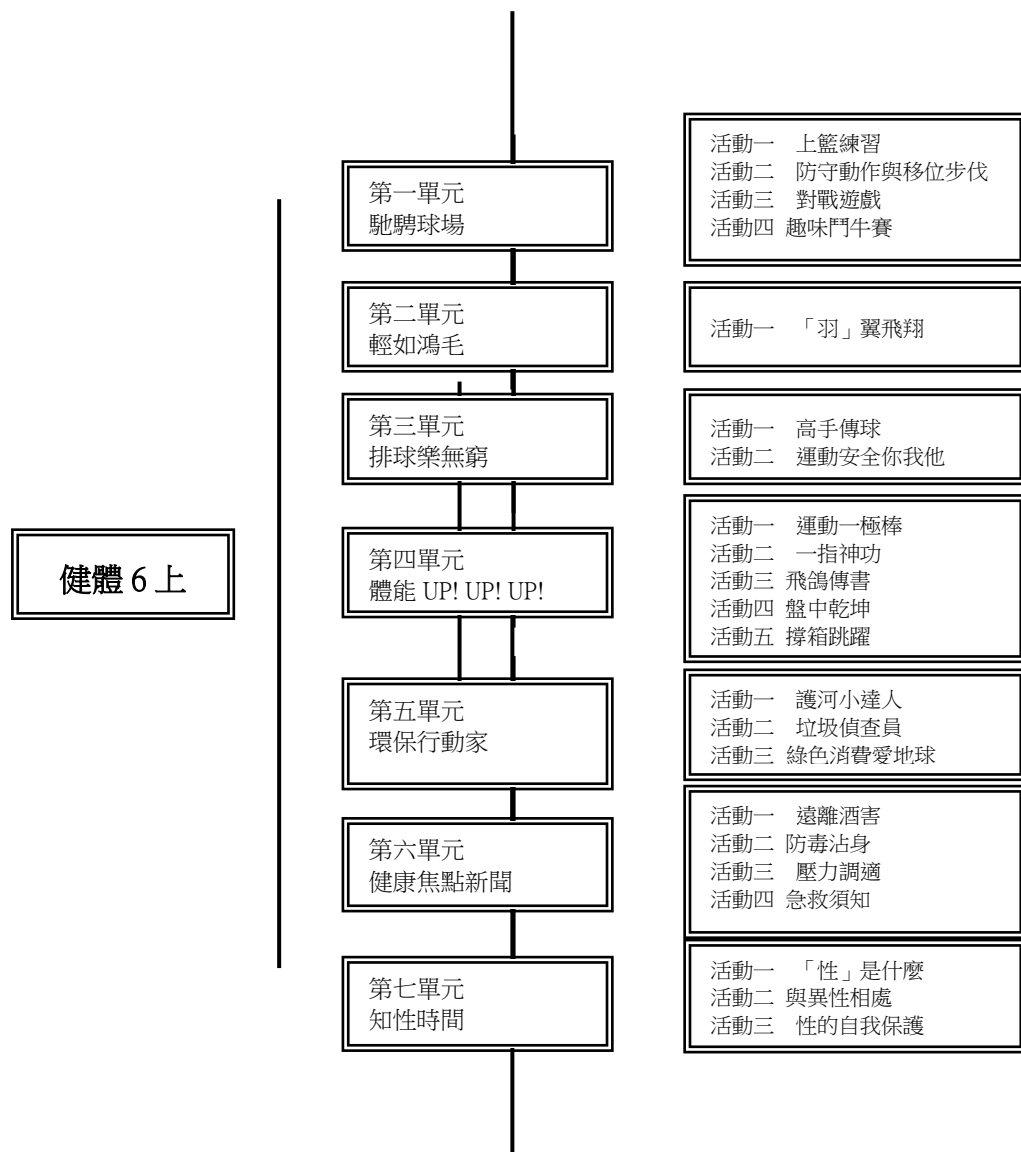 健體 6 上
第一單元
馳騁球場
活動一　上籃練習
活動二　防守動作與移位步伐
活動三　對戰遊戲
活動四 趣味鬥牛賽
第二單元
輕如鴻毛
活動一　「羽」翼飛翔
第三單元
排球樂無窮
活動一　高手傳球
活動二　運動安全你我他
第四單元
體能 UP! UP! UP!
活動一　運動一極棒
活動二　一指神功
活動三 飛鴿傳書
活動四 盤中乾坤
活動五 撐箱跳躍
第五單元
環保行動家
活動一　護河小達人
活動二　垃圾偵查員
活動三 綠色消費愛地球
第六單元
健康焦點新聞
活動一　遠離酒害
活動二 防毒沾身
活動三　壓力調適
活動四 急救須知
第七單元
知性時間
活動一　「性」是什麼
活動二 與異性相處
活動三　性的自我保護